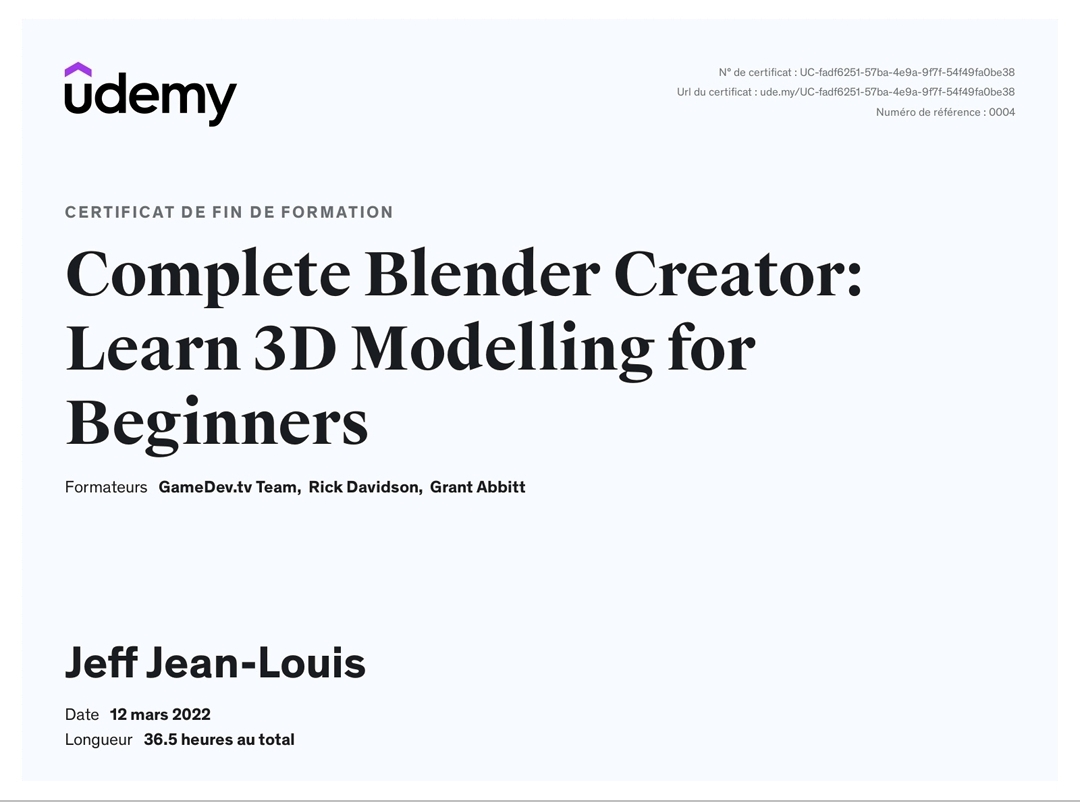 udemy
N° de certificat : UC-fadf6251-57ba-4e9a-9f7f-54f49fa0be38
Url du certificat : ude.my/UC-fadf6251-57ba-4e9a-9f7f-54f49fa0be38
Numéro de référence : 0004
CERTIFICAT DE FIN DE FORMATION
Complete Blender Creator:
Learn 3D Modelling for
Beginners
Formateurs GameDev.tv Team, Rick Davidson, Grant Abbitt
Jeff Jean-Louis
Date 12 mars 2022
Longueur 36.5 heures au total